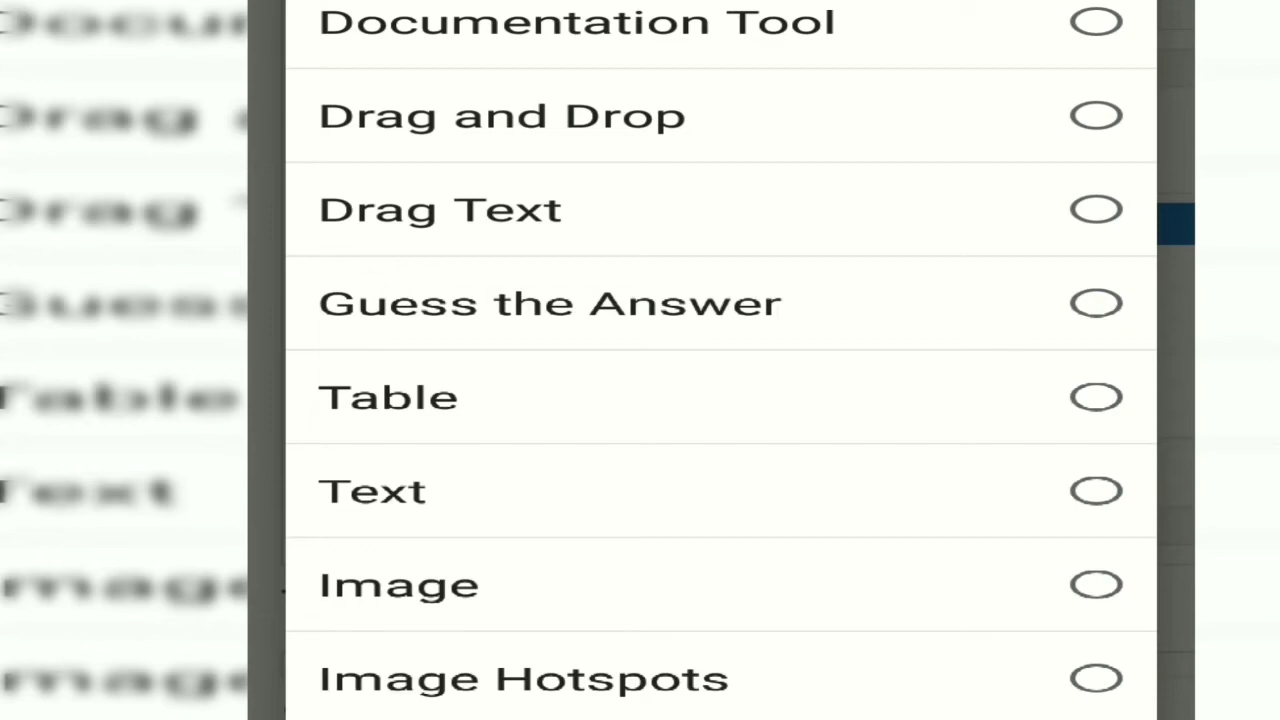 Documentation Tool
Drag and Drop
Drag Text
Guess the Answer
Table
Text
Image
Image Hotspots